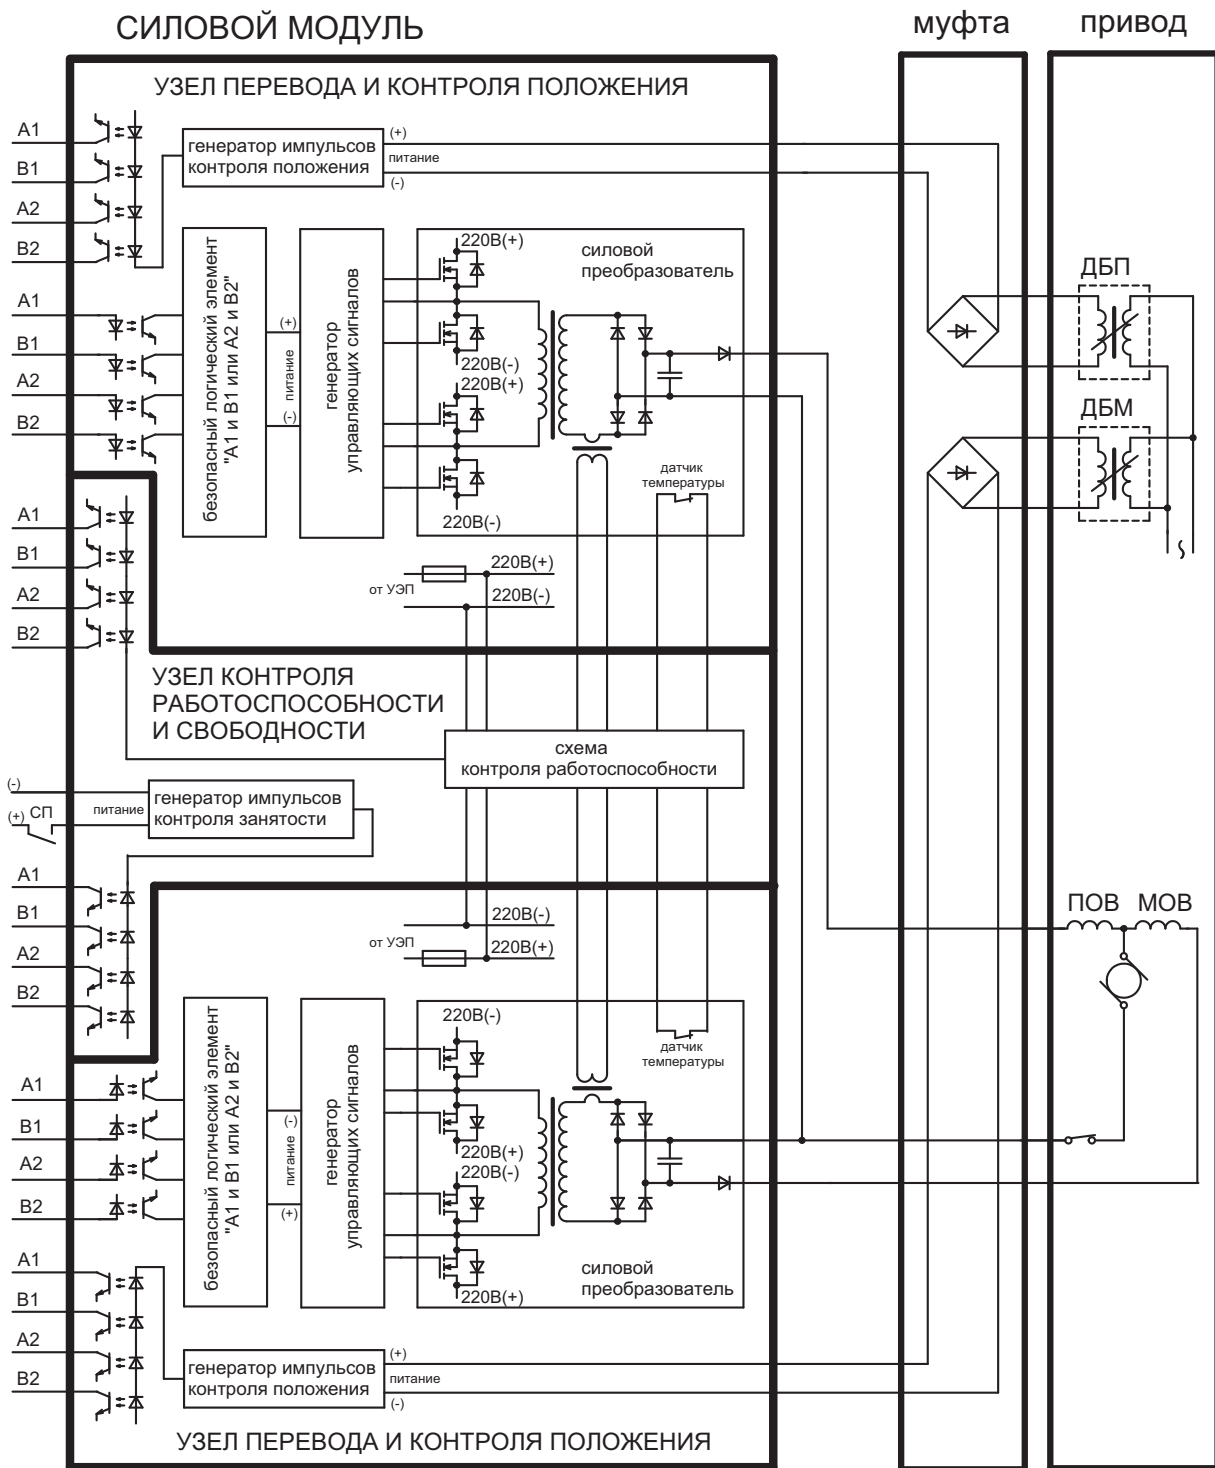 СИЛОВОЙ МОДУЛЬ
муфта
привод
УЗЕЛ ПЕРЕВОДА И КОНТРОЛЯ ПОЛОЖЕНИЯ
A1
B1
A2
B2
генератор импульсов
контроля положения
(+)
питание
(-)
A1
B1
A2
B2
безопасный логический элемент
"A1 и B1 или A2 и B2"
(+)
питание
(-)
генератор
управляющих сигналов
220В(+)
220В(-)
220В(+)
220В(-)
силовой
преобразователь
датчик
температуры
ДБП
ДБМ
A1
B1
A2
B2
от УЭП
220В(+)
220В(-)
УЗЕЛ КОНТРОЛЯ
РАБОТОСПОСОБНОСТИ
И СВОБОДНОСТИ
схема
контроля работоспособности
(-)
(+)
СП
питание
генератор импульсов
контроля занятости
A1
B1
A2
B2
от УЭП
220В(-)
220В(+)
ПОВ
МОВ
A1
B1
A2
B2
безопасный логический элемент
"A1 и B1 или A2 и B2"
(-)
питание
(+)
генератор
управляющих сигналов
220В(-)
220В(+)
220В(-)
220В(+)
датчик
температуры
силовой
преобразователь
A1
B1
A2
B2
генератор импульсов
контроля положения
(+)
питание
(-)
УЗЕЛ ПЕРЕВОДА И КОНТРОЛЯ ПОЛОЖЕНИЯ